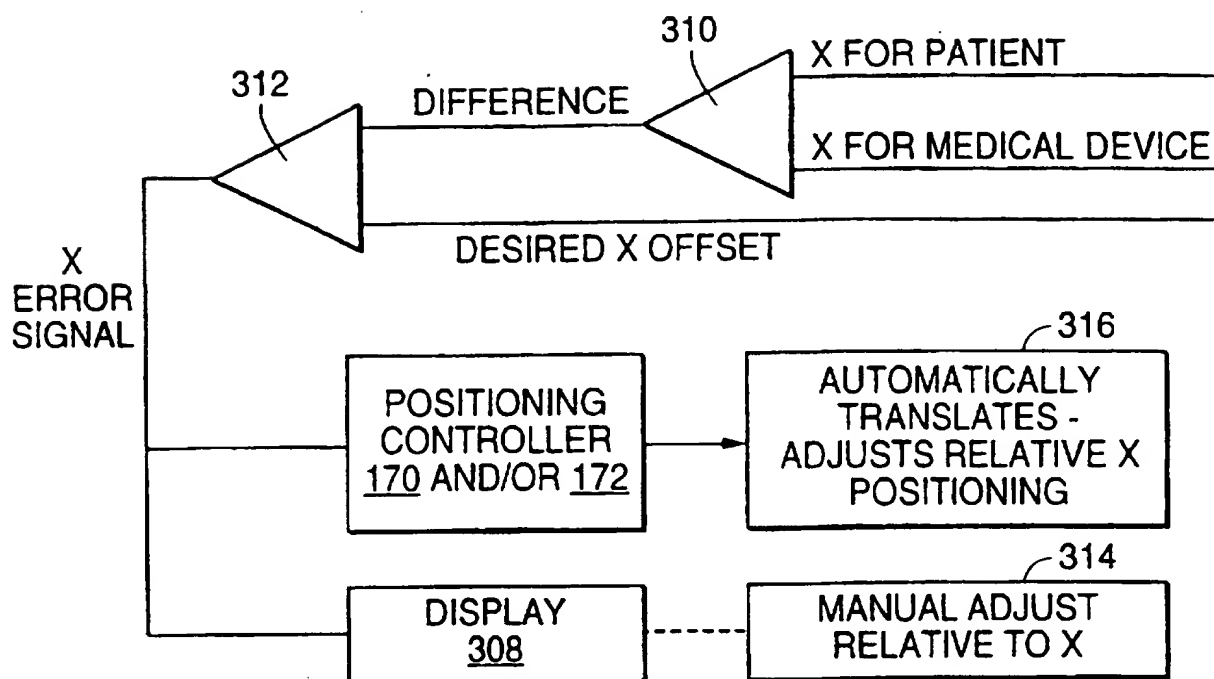 310
X FOR PATIENT
312
DIFFERENCE
X FOR MEDICAL DEVICE
DESIRED X OFFSET
X
ERROR
SIGNAL
316
POSITIONING
CONTROLLER
170 AND/OR 172
AUTOMATICALLY
TRANSLATES -
ADJUSTS RELATIVE X
POSITIONING
314
DISPLAY
308
MANUAL ADJUST
RELATIVE TO X